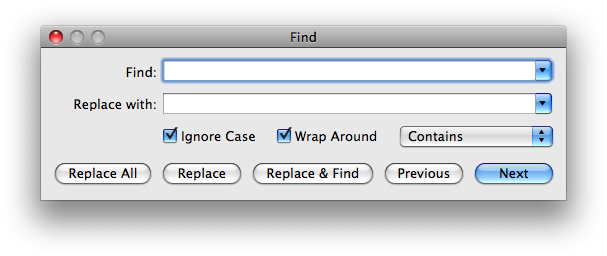 Find
Find:
Replace with:
Ignore Case Wrap Around Contains
Replace All Replace Replace & Find Previous Next